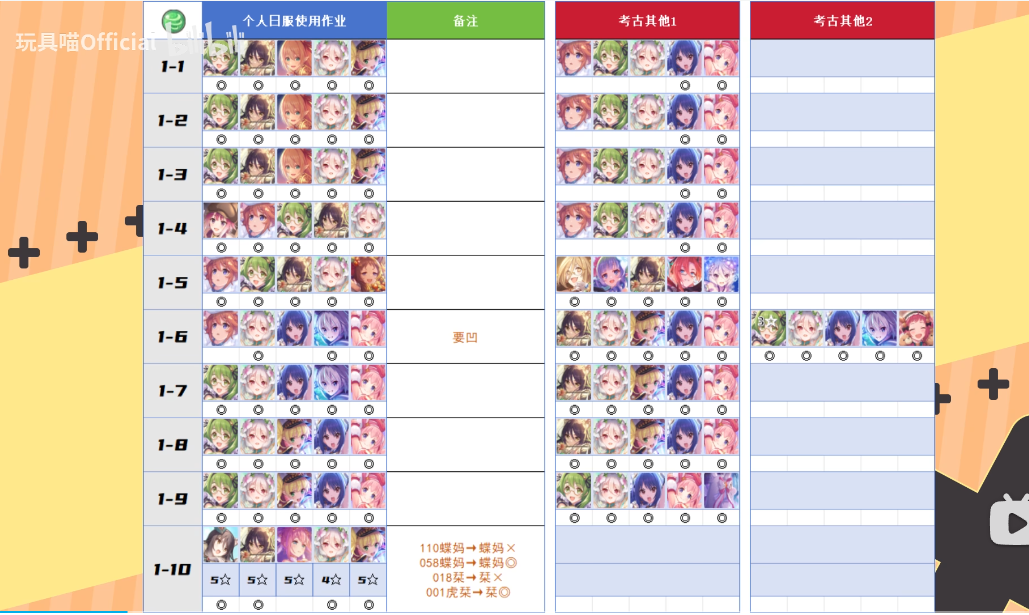 个人日服使用作业 备注 考古其他1 考古其他2
玩具喵Official bilibili
1-1
◎ ◎ ◎ ◎ ◎ ◎ ◎
1-2
◎ ◎ ◎ ◎ ◎ ◎ ◎
1-3
◎ ◎ ◎ ◎ ◎ ◎ ◎
1-4
◎ ◎ ◎ ◎ ◎ ◎ ◎
1-5
◎ ◎ ◎ ◎ ◎ ◎ ◎ ◎ ◎ ◎
1-6 要凹 3☆
◎ ◎ ◎ ◎ ◎ ◎ ◎ ◎ ◎ ◎ ◎ ◎ ◎
1-7
◎ ◎ ◎ ◎ ◎ ◎ ◎ ◎ ◎ ◎
1-8
◎ ◎ ◎ ◎ ◎ ◎ ◎ ◎ ◎ ◎
1-9
◎ ◎ ◎ ◎ ◎ ◎ ◎ ◎ ◎ ◎
1-10
5☆ 5☆ 5☆ 4☆ 5☆
◎ ◎ ◎ ◎
110蝶妈→蝶妈×
058蝶妈→蝶妈◎
018栞→栞×
001虎栞→栞◎